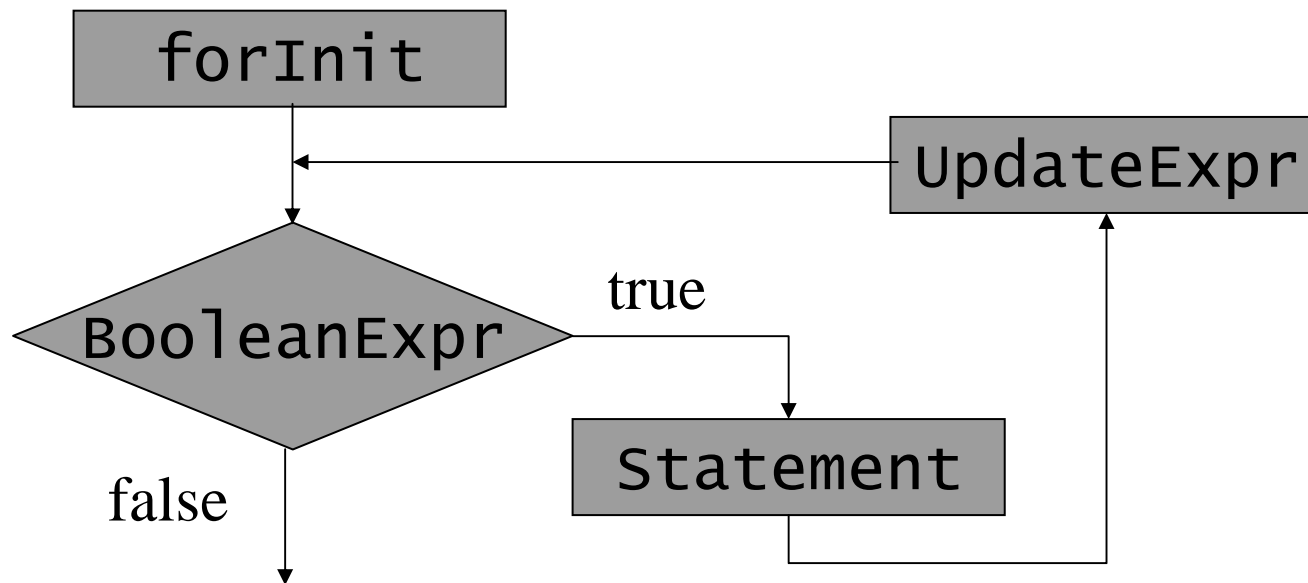 forInit
UpdateExpr
true
BooleanExpr
Statement
false